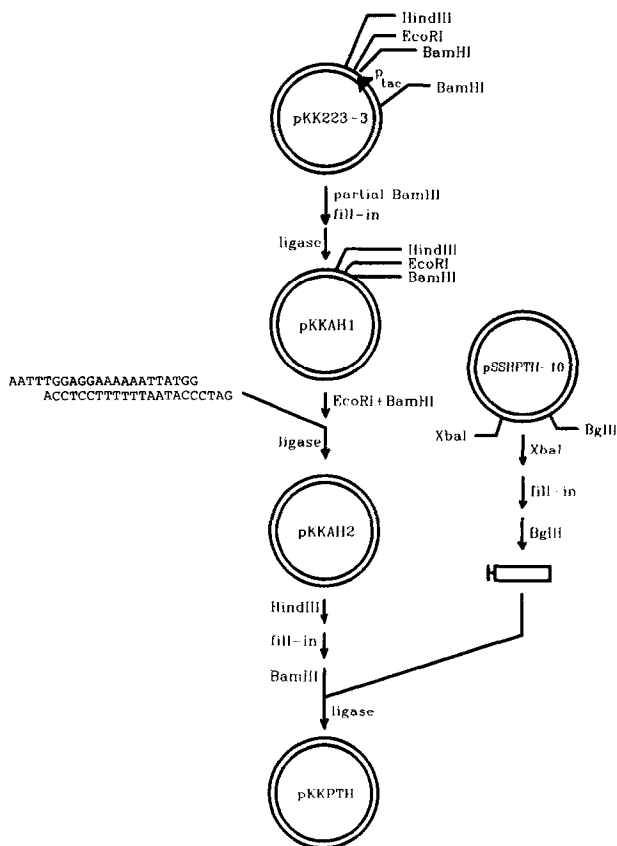 HindIII
EcoRI
BamHI
P
tac
BamHI
pKK223-3
partial BamHI
fill-in
ligase
HindIII
EcoRI
BamHI
pKKAH1
pSSHPTH-10
AATTTGGAGGAAAAAATTATGG
ACCTCCTTTTTTAATACCCTAG
EcoRI+BamHI
ligase
XbaI
BglII
XbaI
fill-in
BglII
pKKAH2
HindIII
fill-in
BamHI
ligase
pKKPTH